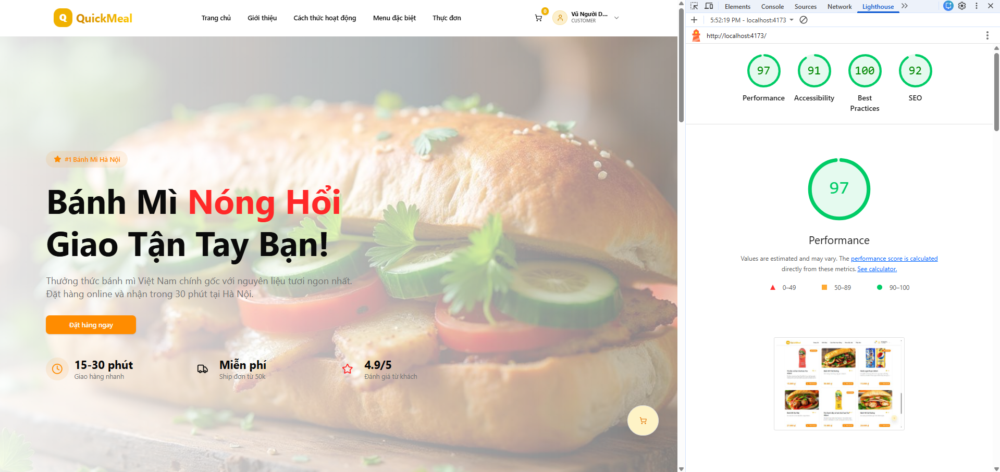 Q QuickMeal
Trang chủ
Giới thiệu
Cách thức hoạt động
Menu đặc biệt
Thực đơn
0
Vũ Người D...
CUSTOMER
#1 Bánh Mì Hà Nội
Bánh Mì Nóng Hổi
Giao Tận Tay Bạn!
Thưởng thức bánh mì Việt Nam chính gốc với nguyên liệu tươi ngon nhất.
Đặt hàng online và nhận trong 30 phút tại Hà Nội.
Đặt hàng ngay
15-30 phút
Giao hàng nhanh
Miễn phí
Ship đơn từ 50k
4.9/5
Đánh giá từ khách
Elements
Console
Sources
Network
Lighthouse
5:52:19 PM - localhost:4173
http://localhost:4173/
97
Performance
91
Accessibility
100
Best
Practices
92
SEO
97
Performance
Values are estimated and may vary. The performance score is calculated
directly from these metrics. See calculator.
0–49
50–89
90–100
QuickMeal